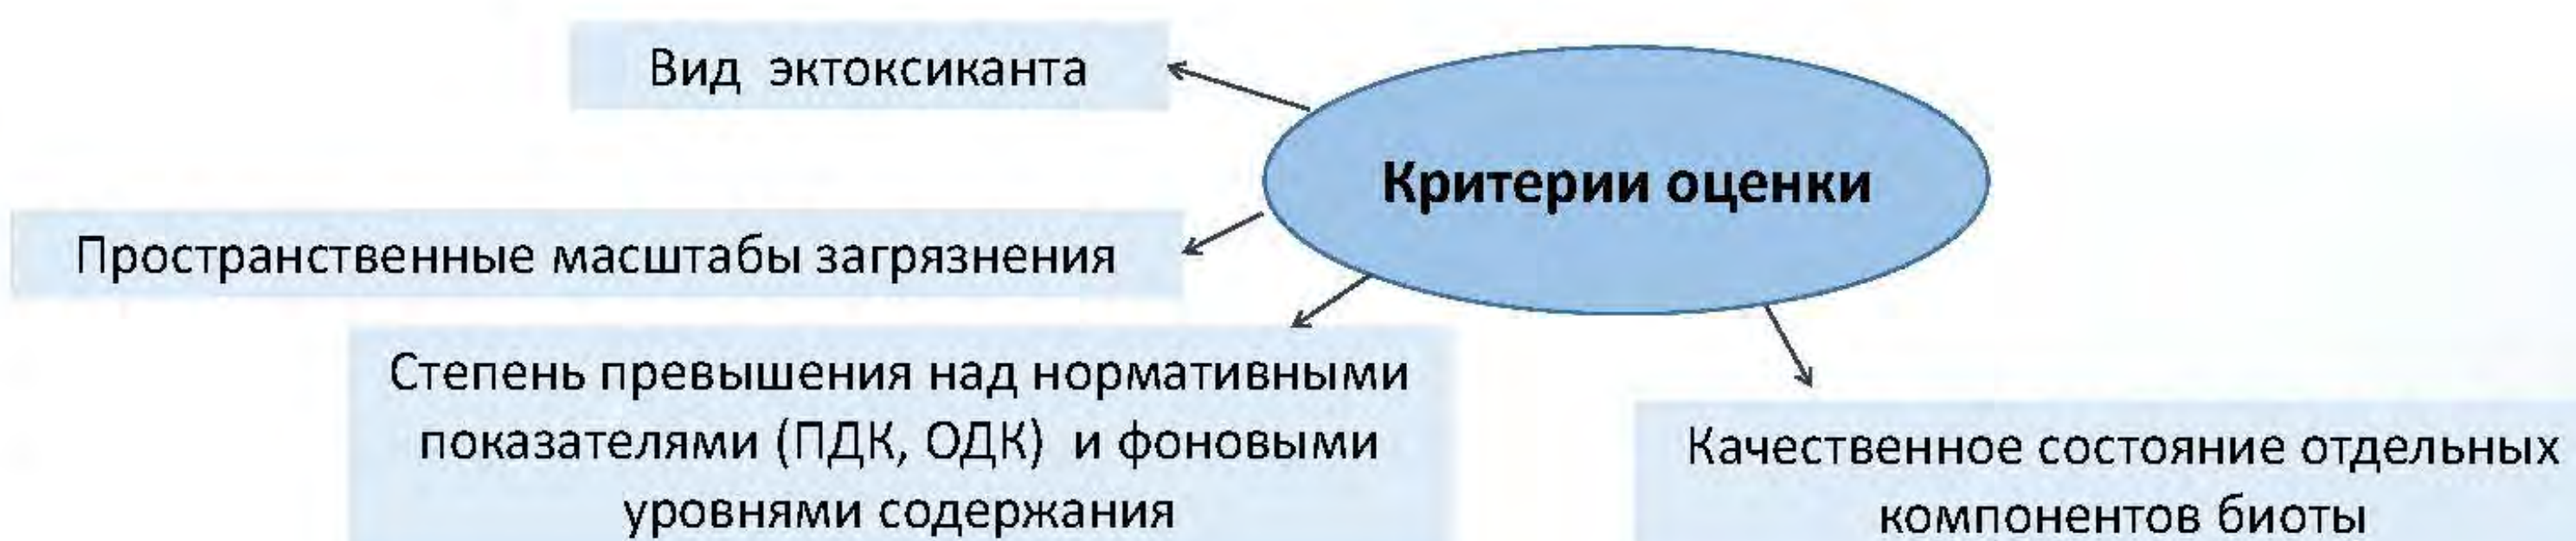 Вид эктоксиканта
Критерии оценки
Пространственные масштабы загрязнения
Степень превышения над нормативными
показателями (ПДК, ОДК) и фоновыми
уровнями содержания
Качественное состояние отдельных
компонентов биоты